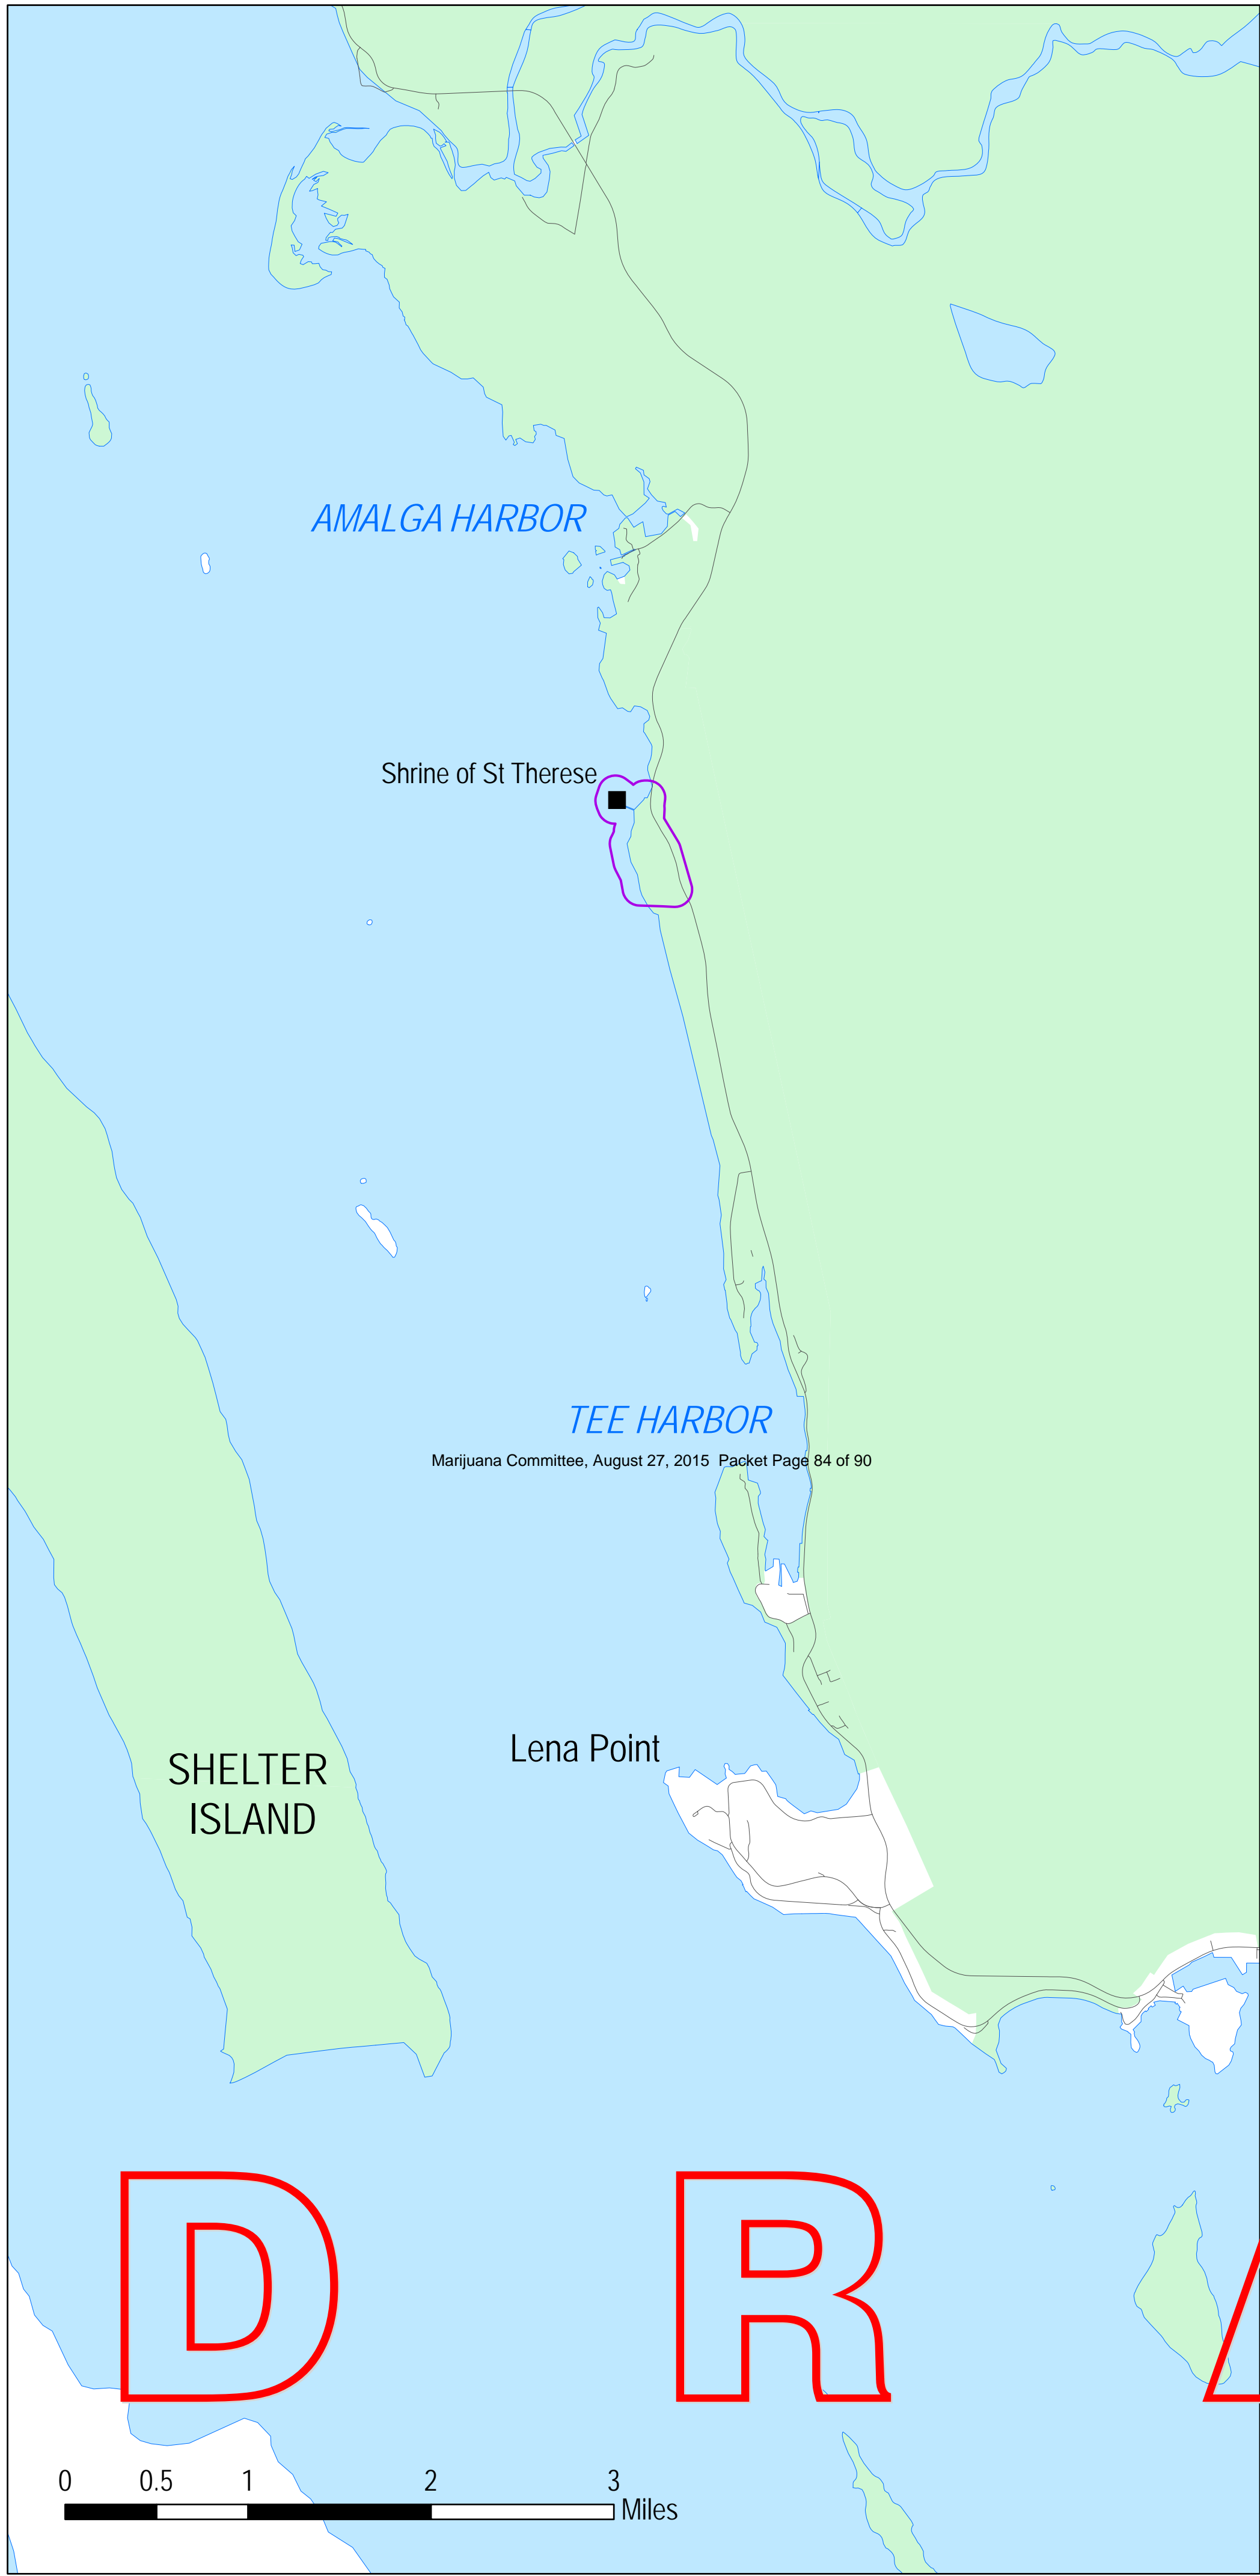 AMALGA HARBOR
Shrine of St Therese
TEE HARBOR
Marijuana Committee, August 27, 2015 Packet Page 84 of 90
Lena Point
SHELTER
ISLAND
D R A
0 0.5 1 2 3
Miles